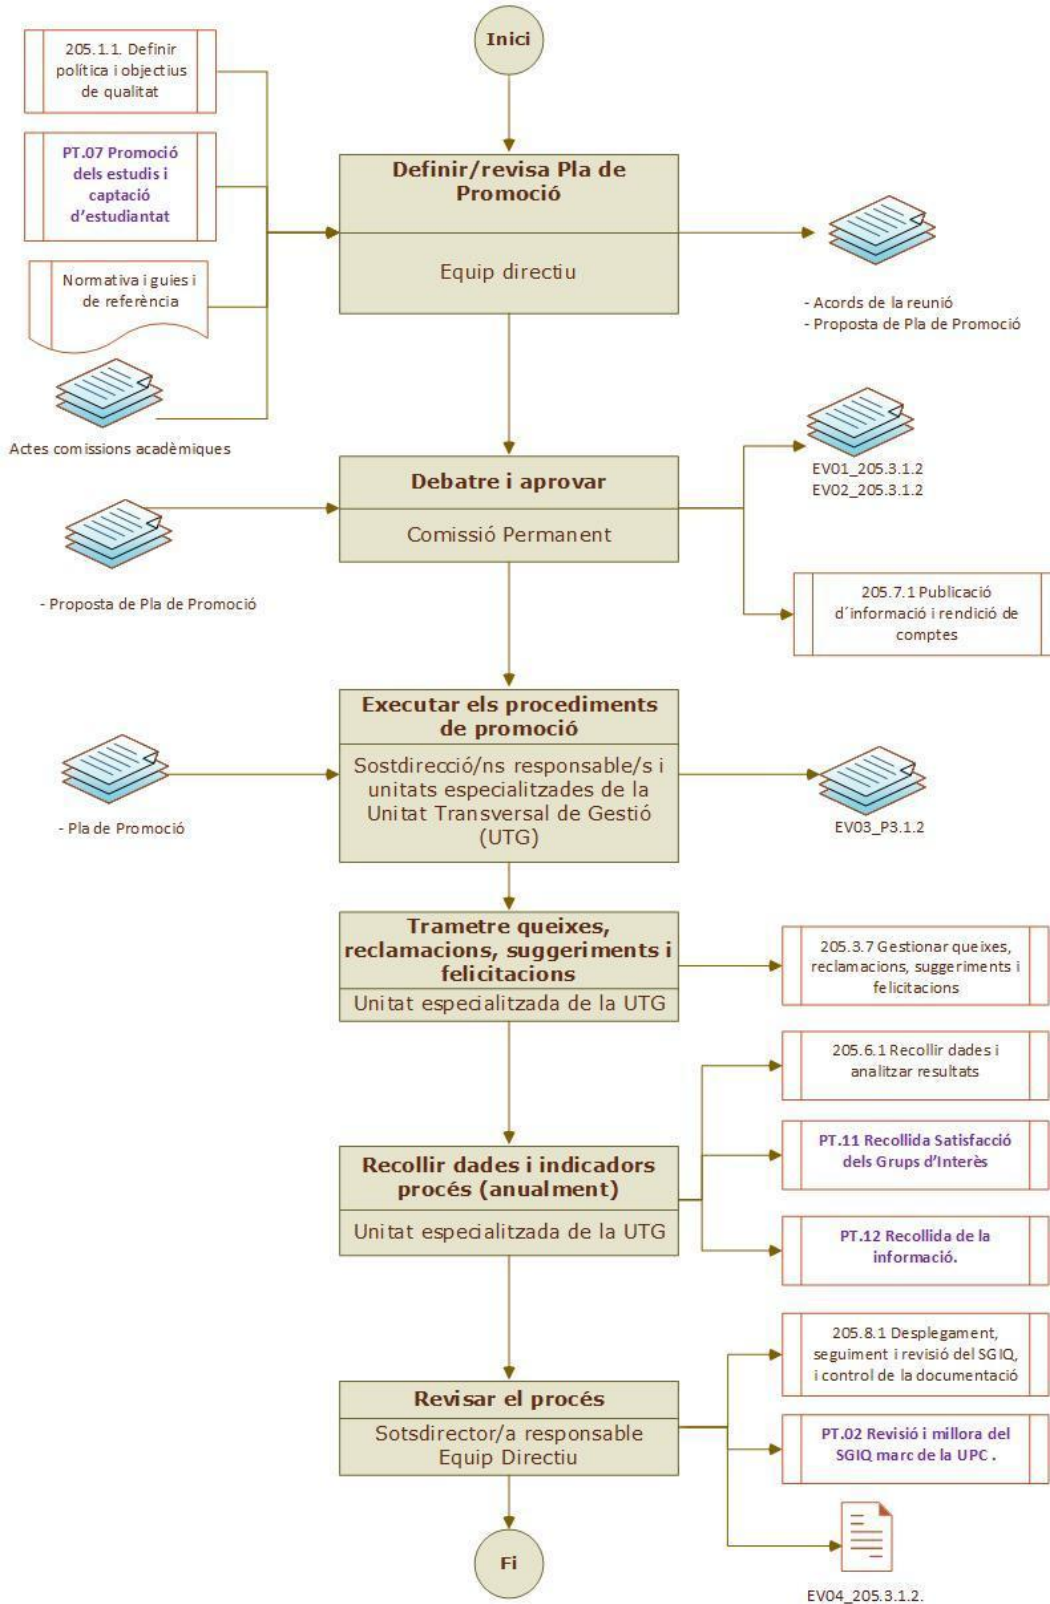 Inici
205.1.1. Definir
política i objectius
de qualitat
PT.07 Promoció
dels estudis i
captació
d'estudiantat
Normativa i guies i
de referència
Actes comissions acadèmiques
Definir/revisa Pla de
Promoció
Equip directiu
- Acords de la reunió
- Proposta de Pla de Promoció
- Proposta de Pla de Promoció
Debatre i aprovar
Comissió Permanent
EV01_205.3.1.2
EV02_205.3.1.2
205.7.1 Publicació
d´informació i rendició de
comptes
- Pla de Promoció
Executar els procediments
de promoció
Sostdirecció/ns responsable/s i
unitats especialitzades de la
Unitat Transversal de Gestió
(UTG)
EV03_P3.1.2
Trametre queixes,
reclamacions, suggeriments i
felicitacions
Unitat especialitzada de la UTG
205.3.7 Gestionar queixes,
reclamacions, suggeriments i
felicitacions
Recollir dades i indicadors
procés (anualment)
Unitat especialitzada de la UTG
205.6.1 Recollir dades i
analitzar resultats
PT.11 Recollida Satisfacció
dels Grups d'Interès
PT.12 Recollida de la
informació.
Revisar el procés
Sotsdirector/a responsable
Equip Directiu
205.8.1 Desplegament,
seguiment i revisió del SGIQ,
i control de la documentació
PT.02 Revisió i millora del
SGIQ marc de la UPC .
EV04_205.3.1.2.
Fi